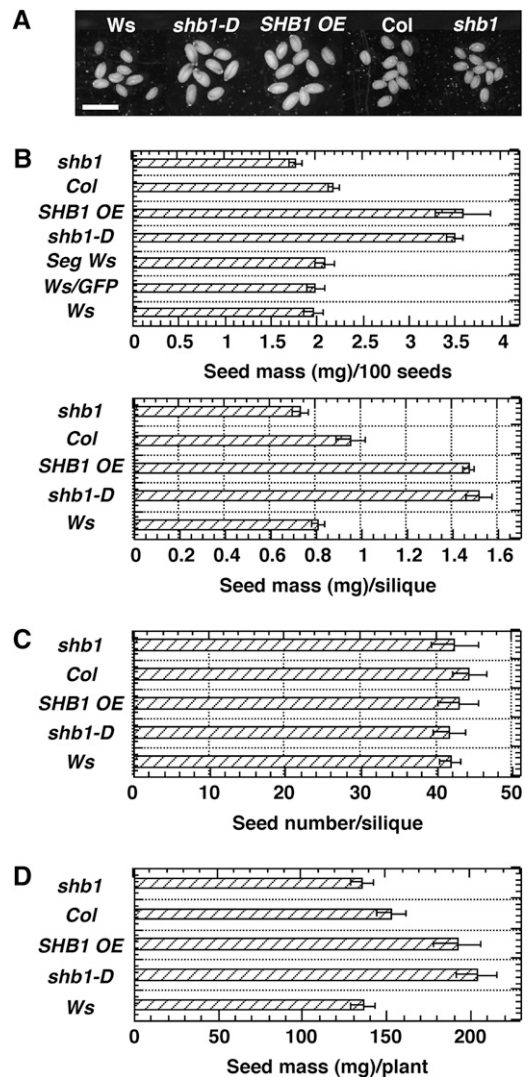 A
Ws shb1-D SHB1 OE Col shb1
B
shb1
Col
SHB1 OE
shb1-D
Seg Ws
Ws/GFP
Ws
0 0.5 1 1.5 2 2.5 3 3.5 4
Seed mass (mg)/100 seeds
shb1
Col
SHB1 OE
shb1-D
Ws
0 0.2 0.4 0.6 0.8 1 1.2 1.4 1.6
Seed mass (mg)/silique
C
shb1
Col
SHB1 OE
shb1-D
Ws
0 10 20 30 40 50
Seed number/silique
D
shb1
Col
SHB1 OE
shb1-D
Ws
0 50 100 150 200
Seed mass (mg)/plant